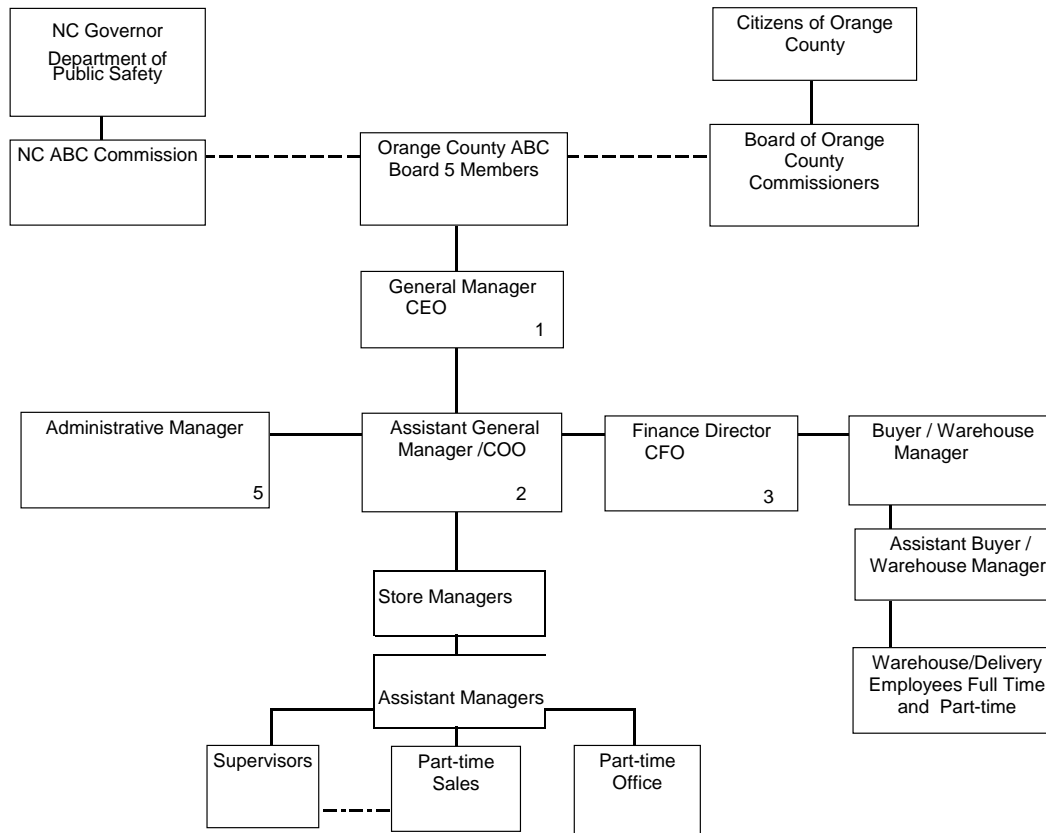 NC Governor
Department of
Public Safety
Citizens of Orange
County
NC ABC Commission
Orange County ABC
Board 5 Members
Board of Orange
County
Commissioners
General Manager
CEO
1
Administrative Manager
5
Assistant General
Manager /COO
2
Finance Director
CFO
3
Buyer / Warehouse
Manager
Assistant Buyer /
Warehouse Manager
Store Managers
Warehouse/Delivery
Employees Full Time
and Part-time
Assistant Managers
Supervisors
Part-time
Sales
Part-time
Office